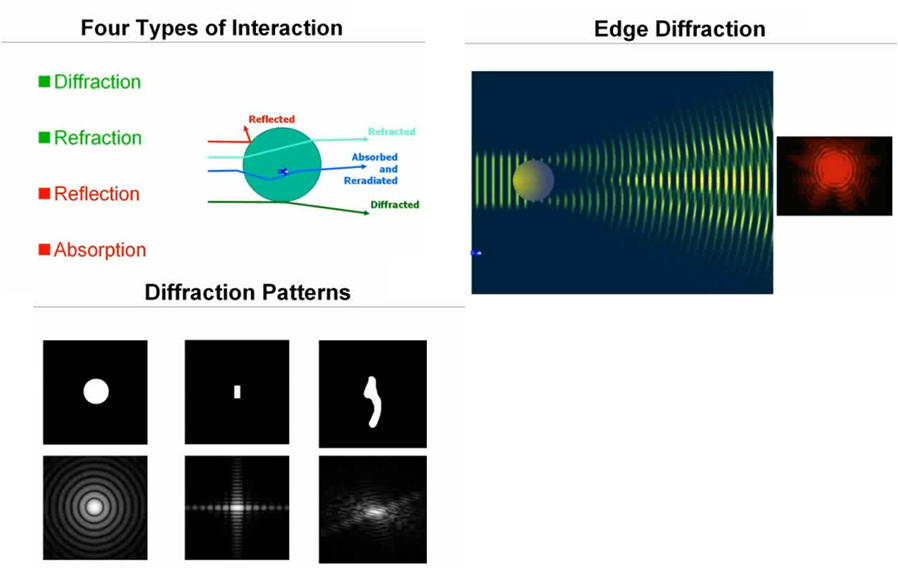 Four Types of Interaction
Diffraction
Refraction
Reflection
Absorption
Reflected
Refracted
Absorbed
and
Reradiated
Diffracted
Edge Diffraction
Diffraction Patterns